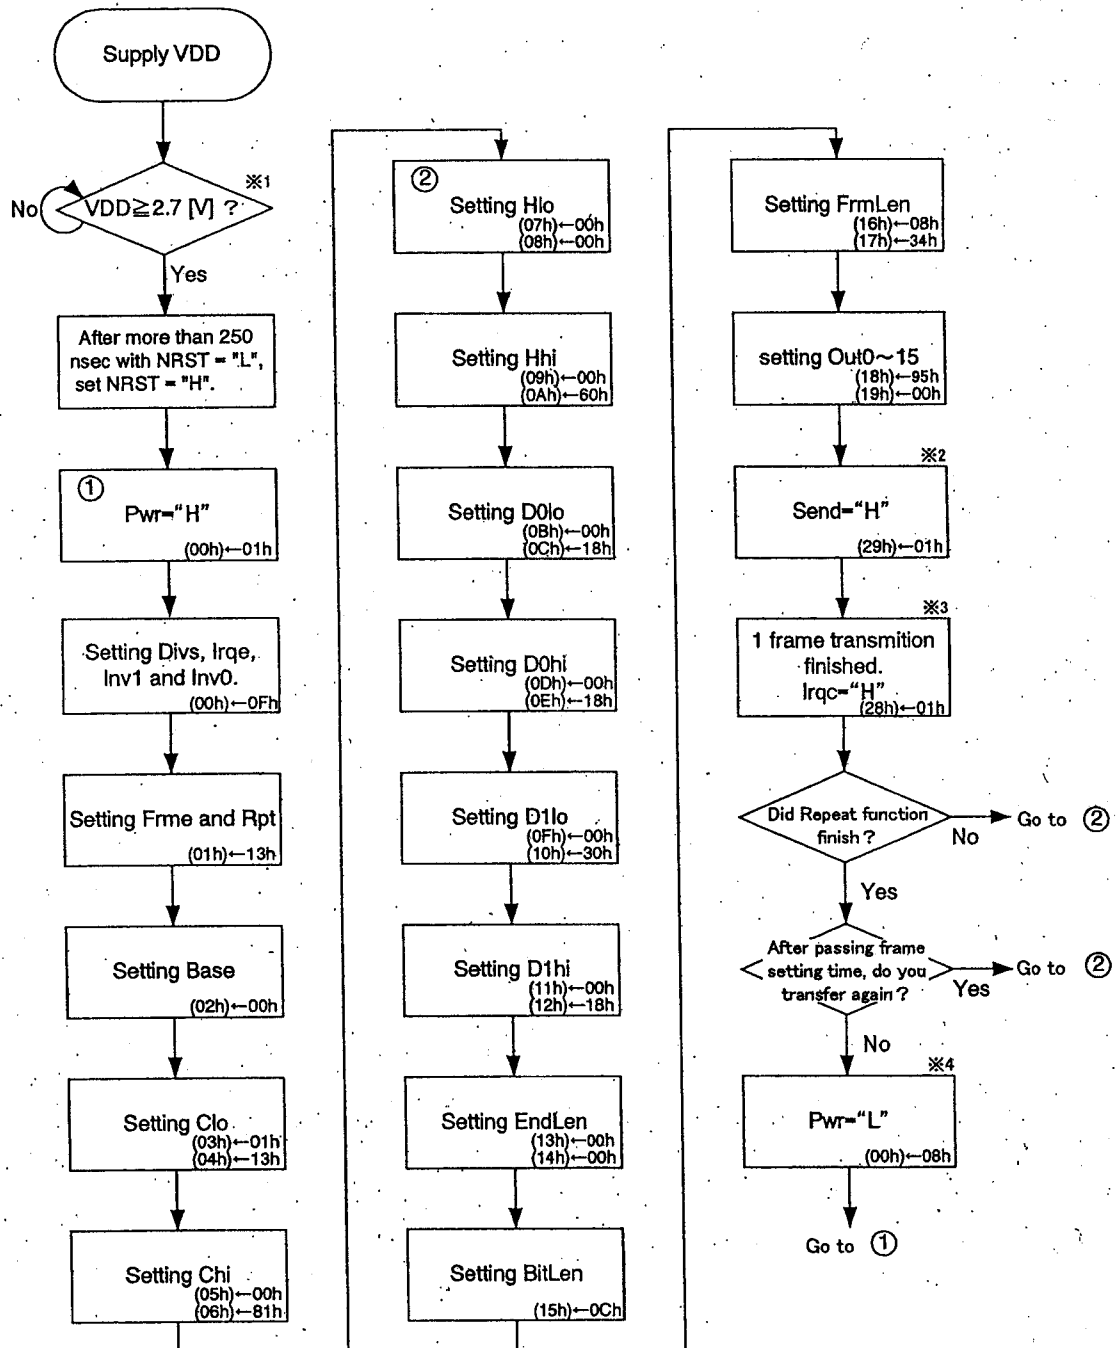 Supply VDD
※1
VDD≧2.7 [V] ?
No
Yes
After more than 250
nsec with NRST = "L",
set NRST = "H".
①
Pwr="H"
(00h)←01h
Setting Divs, Irqe,
Inv1 and Inv0.
(00h)←0Fh
Setting Frme and Rpt
(01h)←13h
Setting Base
(02h)←00h
Setting Clo
(03h)←01h
(04h)←13h
Setting Chi
(05h)←00h
(06h)←81h
②
Setting Hlo
(07h)←00h
(08h)←00h
Setting Hhi
(09h)←00h
(0Ah)←60h
Setting D0lo
(0Bh)←00h
(0Ch)←18h
Setting D0hi
(0Dh)←00h
(0Eh)←18h
Setting D1lo
(0Fh)←00h
(10h)←30h
Setting D1hi
(11h)←00h
(12h)←18h
Setting EndLen
(13h)←00h
(14h)←00h
Setting BitLen
(15h)←0Ch
Setting FrmLen
(16h)←08h
(17h)←34h
setting Out0~15
(18h)←95h
(19h)←00h
※2
Send="H"
(29h)←01h
※3
1 frame transmition
finished.
Irqc="H"
(28h)←01h
Did Repeat function
finish ?
No
Go to ②
Yes
After passing frame
setting time, do you
transfer again ?
Yes
Go to ②
No
※4
Pwr="L"
(00h)←08h
Go to ①